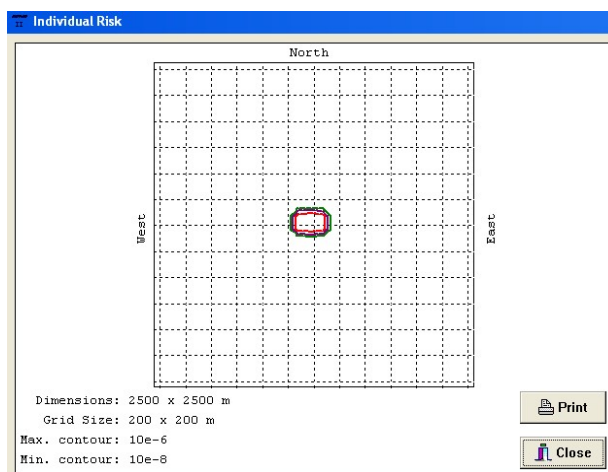 Individual Risk
North
West
East
Dimensions: 2500 x 2500 m
Grid Size: 200 x 200 m
Max. contour: 10e-6
Min. contour: 10e-8
Print
Close